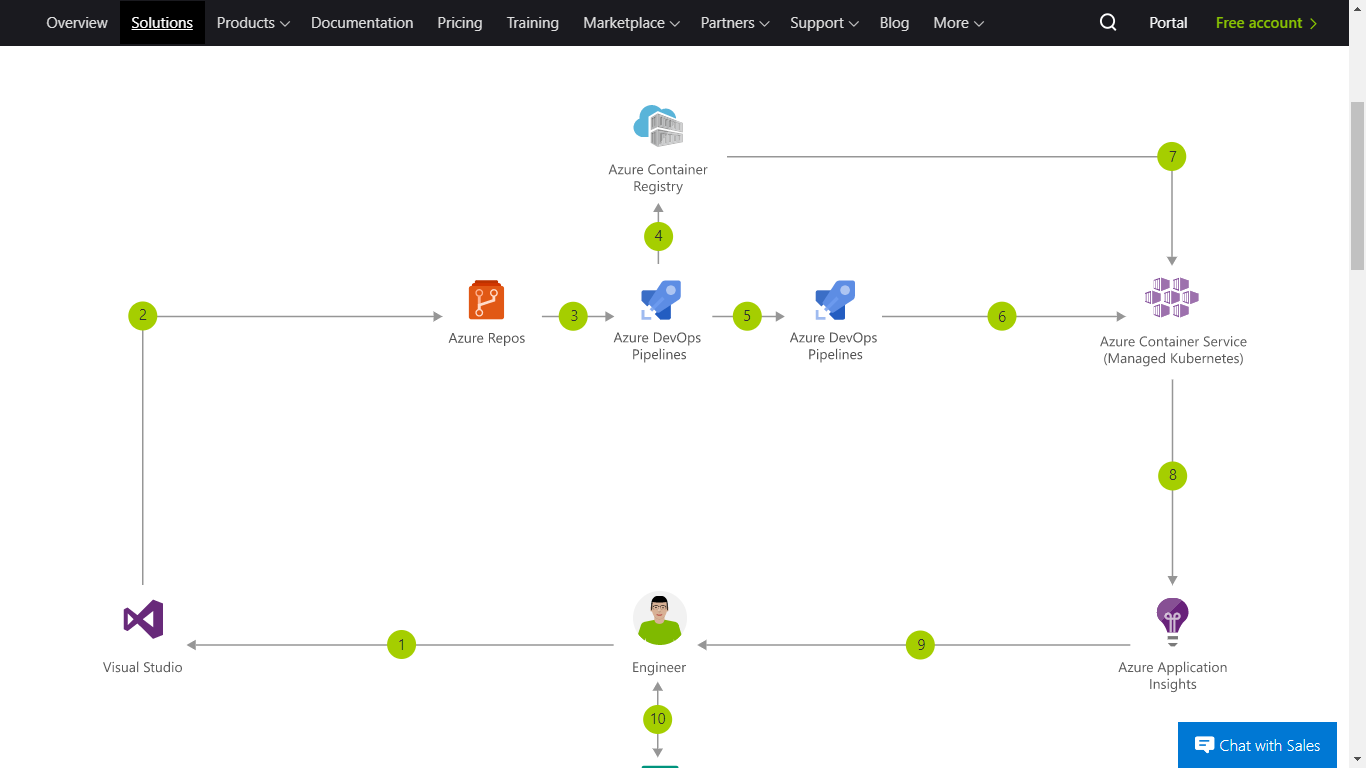 Overview Solutions Products Documentation Pricing Training Marketplace Partners Support Blog More Portal Free account
Azure Container
Registry
7
4
2
3
5
6
Azure Repos
Azure DevOps
Pipelines
Azure DevOps
Pipelines
Azure Container Service
(Managed Kubernetes)
8
1
9
Visual Studio
Engineer
Azure Application
Insights
10
Chat with Sales